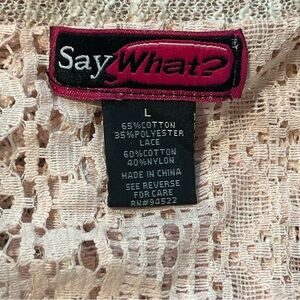 Say What?
L
65%COTTON
35%POLYESTER
LACE
60%COTTON
40%NYLON
MADE IN CHINA
SEE REVERSE
FOR CARE
RN#94522